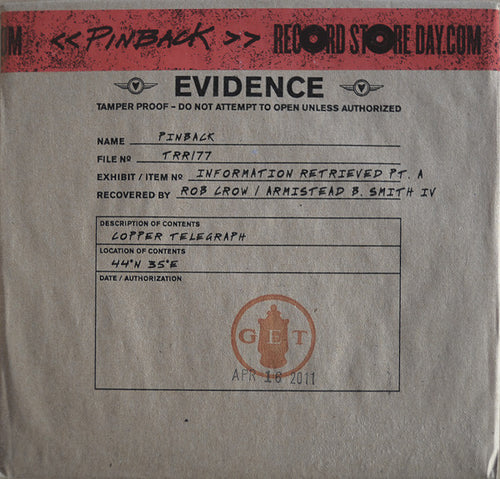 M << PINBACK >> RECORD STORE DAY.COM
EVIDENCE
TAMPER PROOF – DO NOT ATTEMPT TO OPEN UNLESS AUTHORIZED
NAME PINBACK
FILE Nº TRR177
EXHIBIT / ITEM Nº INFORMATION RETRIEVED PT. A
RECOVERED BY ROB CROW / ARMISTEAD B. SMITH IV
DESCRIPTION OF CONTENTS
COPPER TELEGRAPH
LOCATION OF CONTENTS
44°N 35°E
DATE / AUTHORIZATION
GET
APR 16 2011